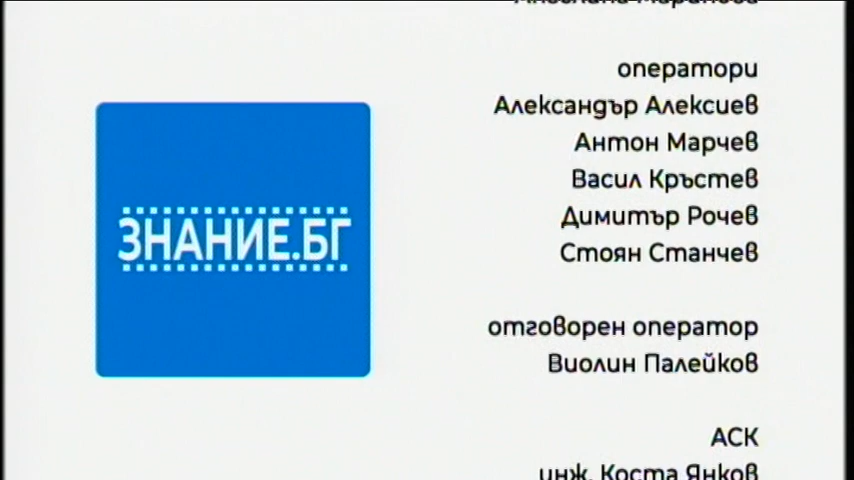 ЗНАНИЕ.БГ
оператори
Александър Алексиев
Антон Марчев
Васил Кръстев
Димитър Рочев
Стоян Станчев
отговорен оператор
Виолин Палейков
АСК
инж. Коста Янков